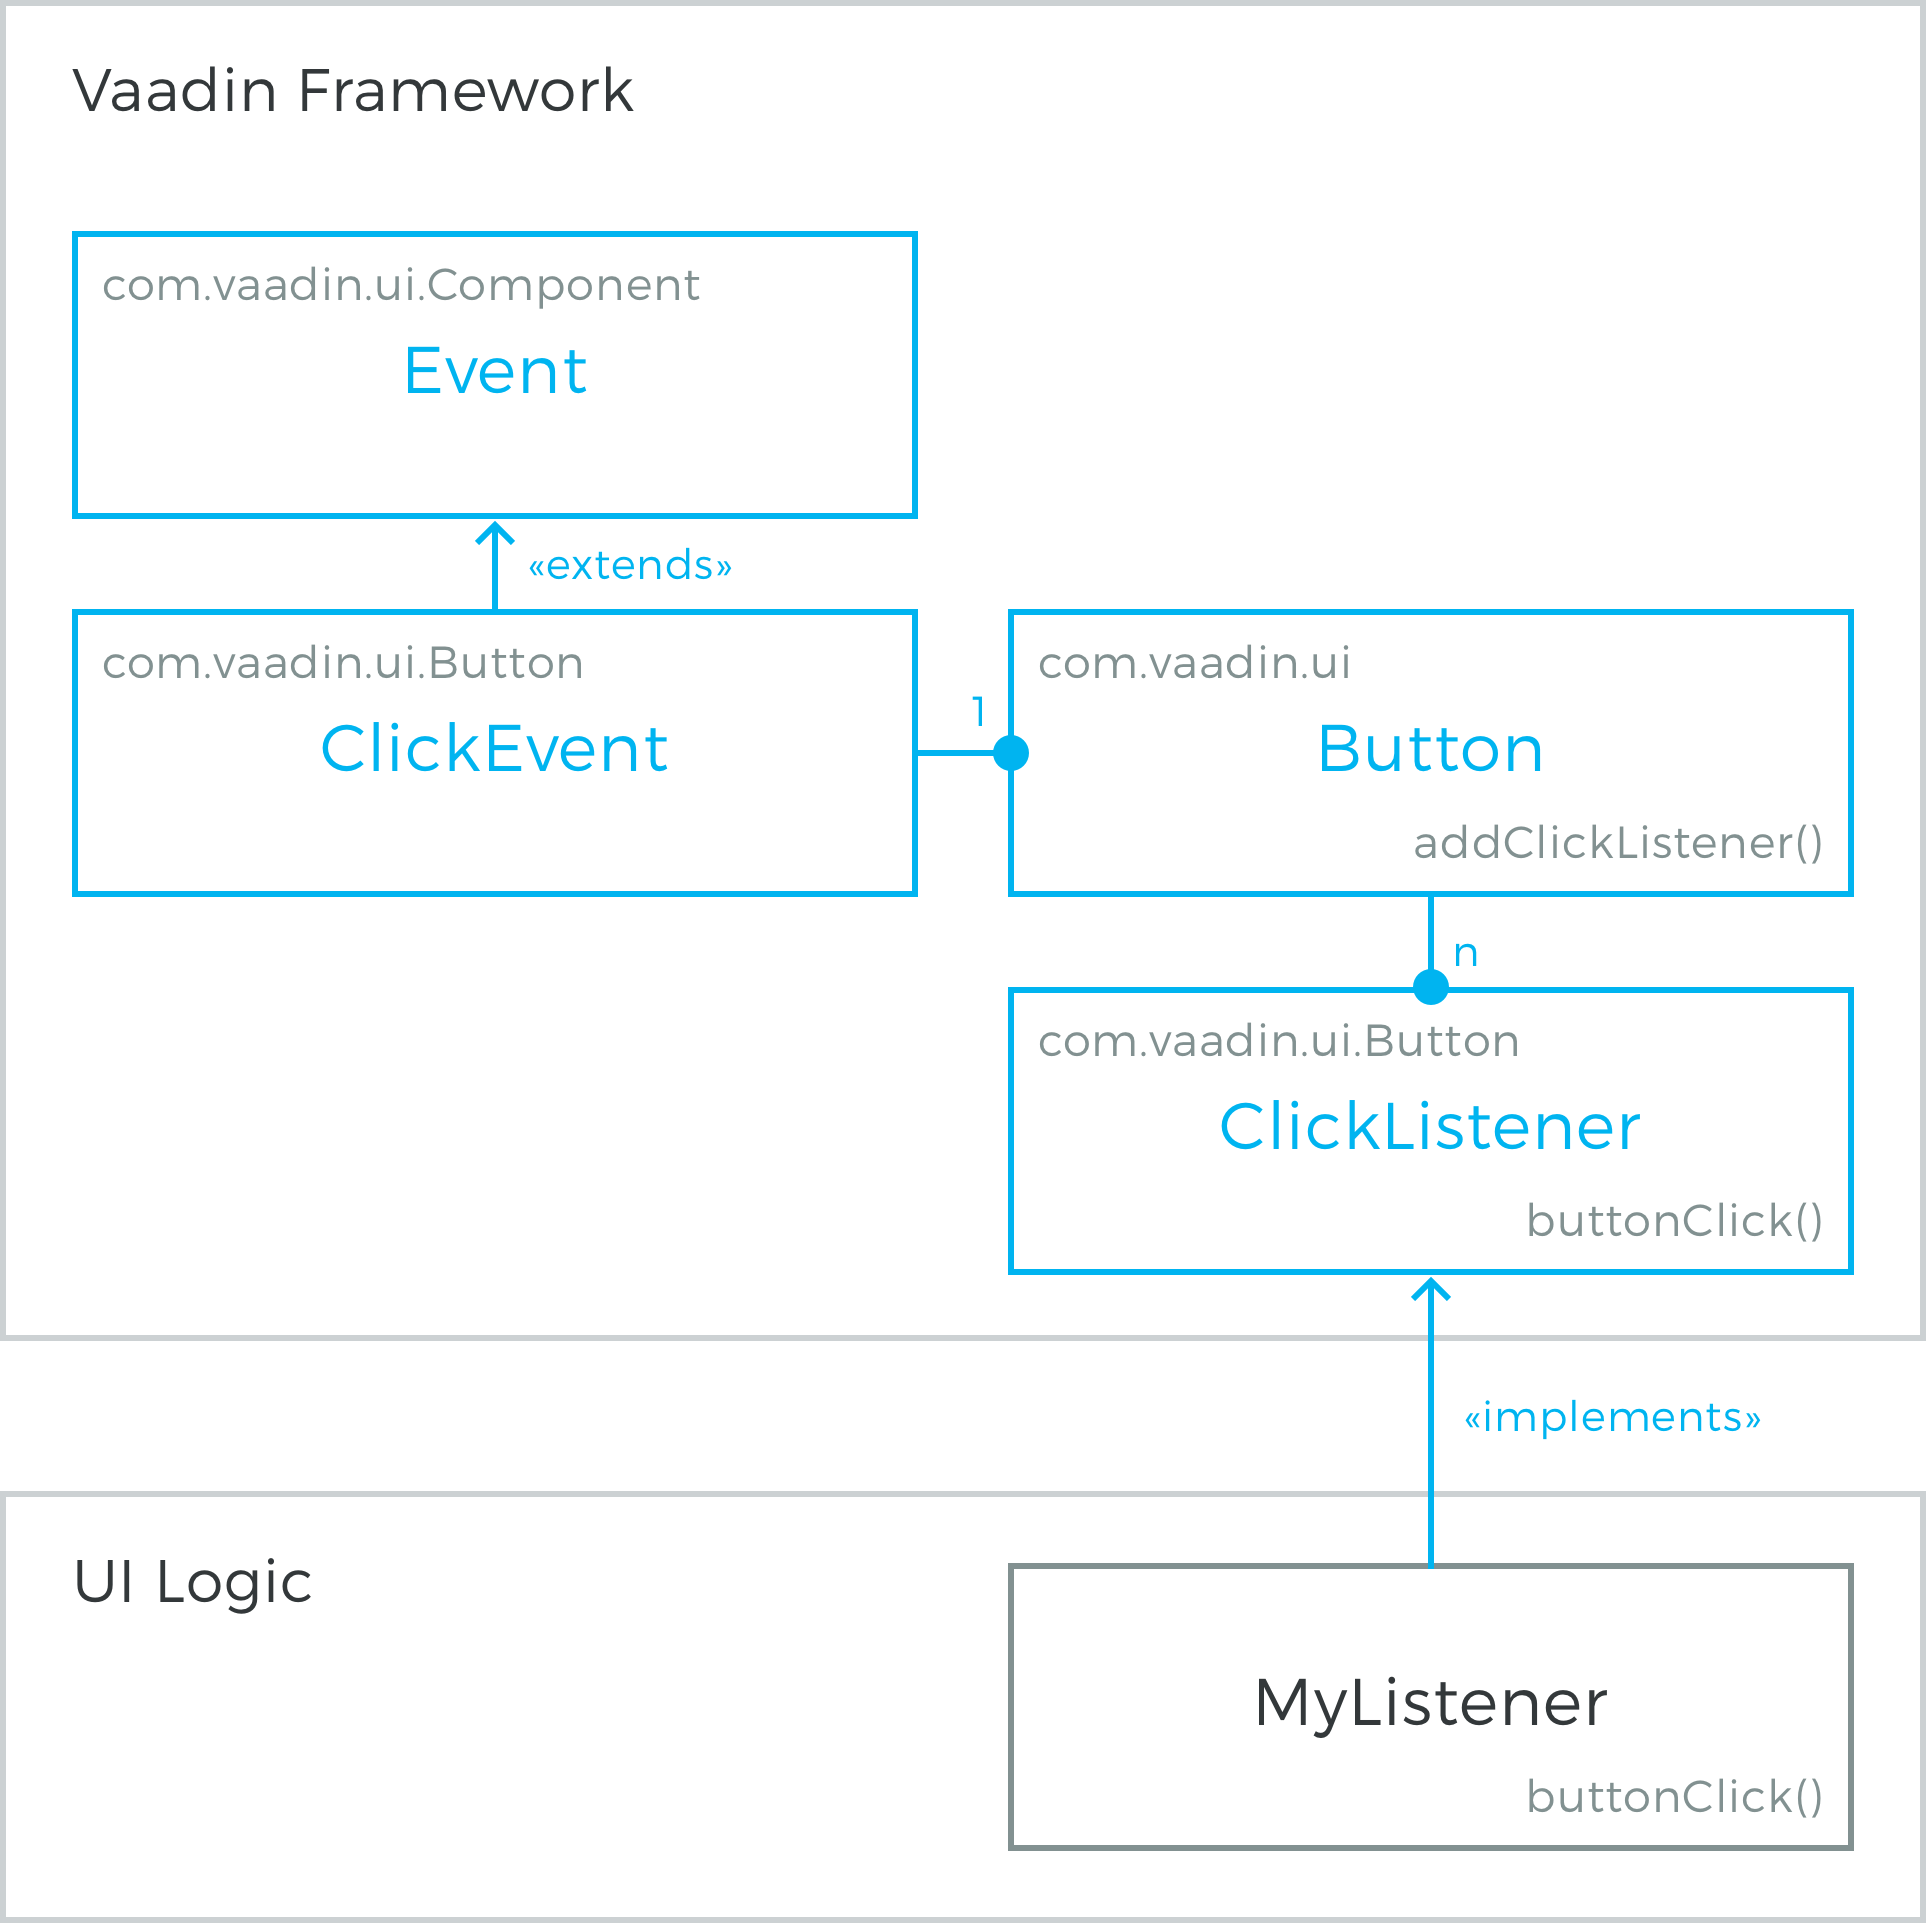 Vaadin Framework
com.vaadin.ui.Component
Event
«extends»
com.vaadin.ui.Button
ClickEvent
1
com.vaadin.ui
Button
addClickListener()
n
com.vaadin.ui.Button
ClickListener
buttonClick()
«implements»
UI Logic
MyListener
buttonClick()